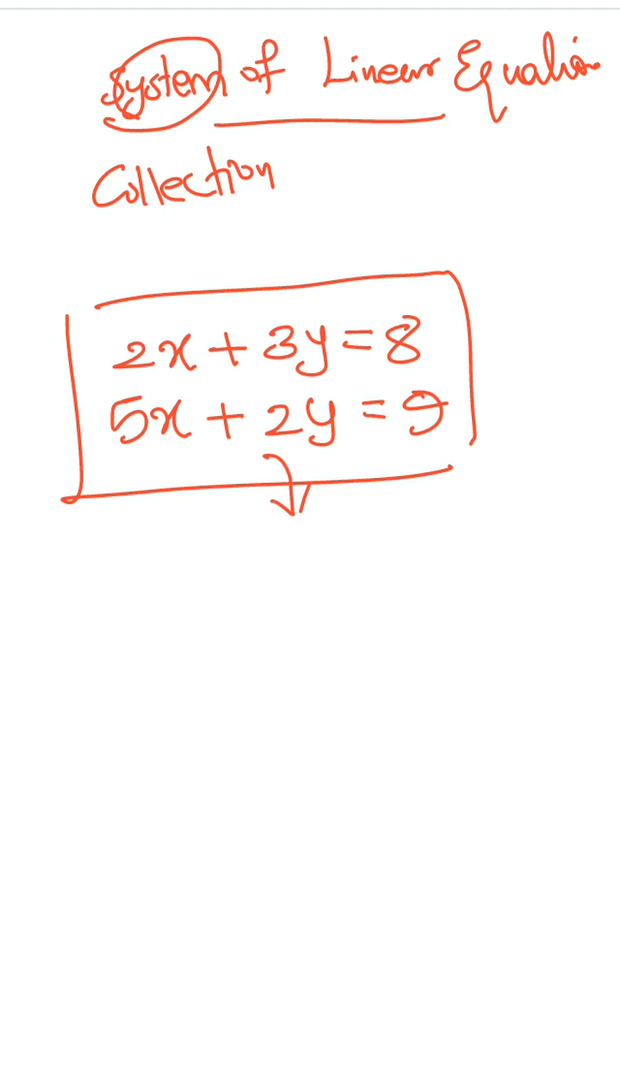 System of Linear Equation
Collection
2x + 3y = 8
5x + 2y = 9